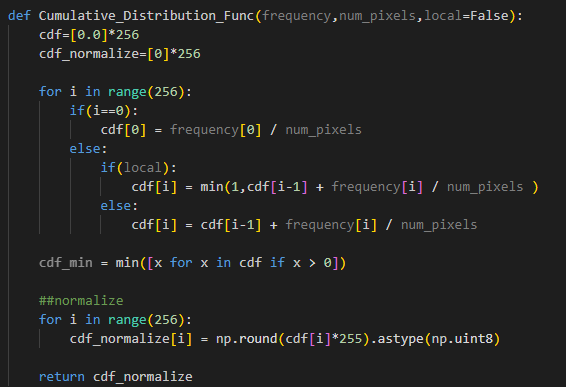 def Cumulative_Distribution_Func(frequency,num_pixels,local=False):
    cdf=[0.0]*256
    cdf_normalize=[0]*256

    for i in range(256):
        if(i==0):
            cdf[0] = frequency[0] / num_pixels
        else:
            if(local):
                cdf[i] = min(1,cdf[i-1] + frequency[i] / num_pixels )
            else:
                cdf[i] = cdf[i-1] + frequency[i] / num_pixels

    cdf_min = min([x for x in cdf if x > 0])

    ##normalize
    for i in range(256):
        cdf_normalize[i] = np.round(cdf[i]*255).astype(np.uint8)

    return cdf_normalize